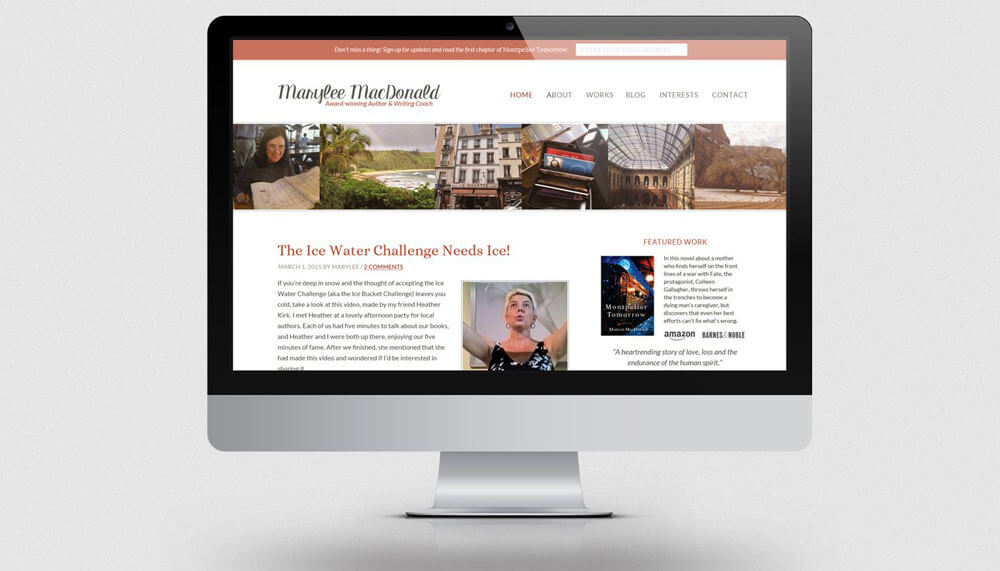 Don't miss a thing! Sign up for updates and read the first chapter of Montpelier Tomorrow:
ENTER YOUR EMAIL ADDRESS
Marylee MacDonald
Award-winning Author & Writing Coach
HOME ABOUT WORKS BLOG INTERESTS CONTACT
The Ice Water Challenge Needs Ice!
MARCH 1, 2015 BY MARYLEE / 2 COMMENTS
If you're deep in snow and the thought of accepting the Ice
Water Challenge (aka the Ice Bucket Challenge) leaves you
cold, take a look at this video, made by my friend Heather
Kirk. I met Heather at a lovely afternoon party for local
authors. Each of us had five minutes to talk about our books,
and Heather and I were both up there, enjoying our five
minutes of fame. After we finished, she mentioned that she
had made this video and wondered if I'd be interested in
sharing it.
FEATURED WORK
Montpelier
Tomorrow
Marylee MacDonald
In this novel about a mother
who finds herself on the front
lines of a war with Fate, the
protagonist, Colleen
Gallagher, throws herself in
the trenches to become a
dying man's caregiver, but
discovers that even her best
efforts can't fix what's wrong.
amazon BARNES&NOBLE
"A heartrending story of love, loss and the
endurance of the human spirit."